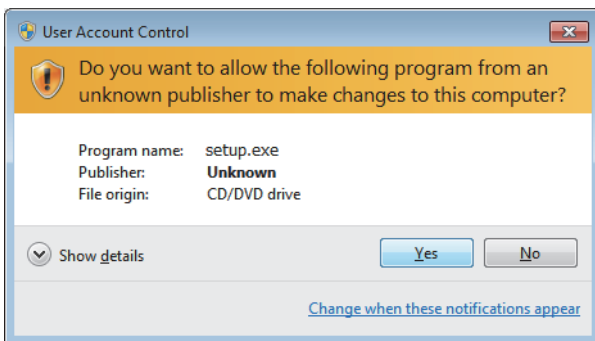 User Account Control
Do you want to allow the following program from an
unknown publisher to make changes to this computer?
Program name: setup.exe
Publisher: Unknown
File origin: CD/DVD drive
Show details Yes No
Change when these notifications appear